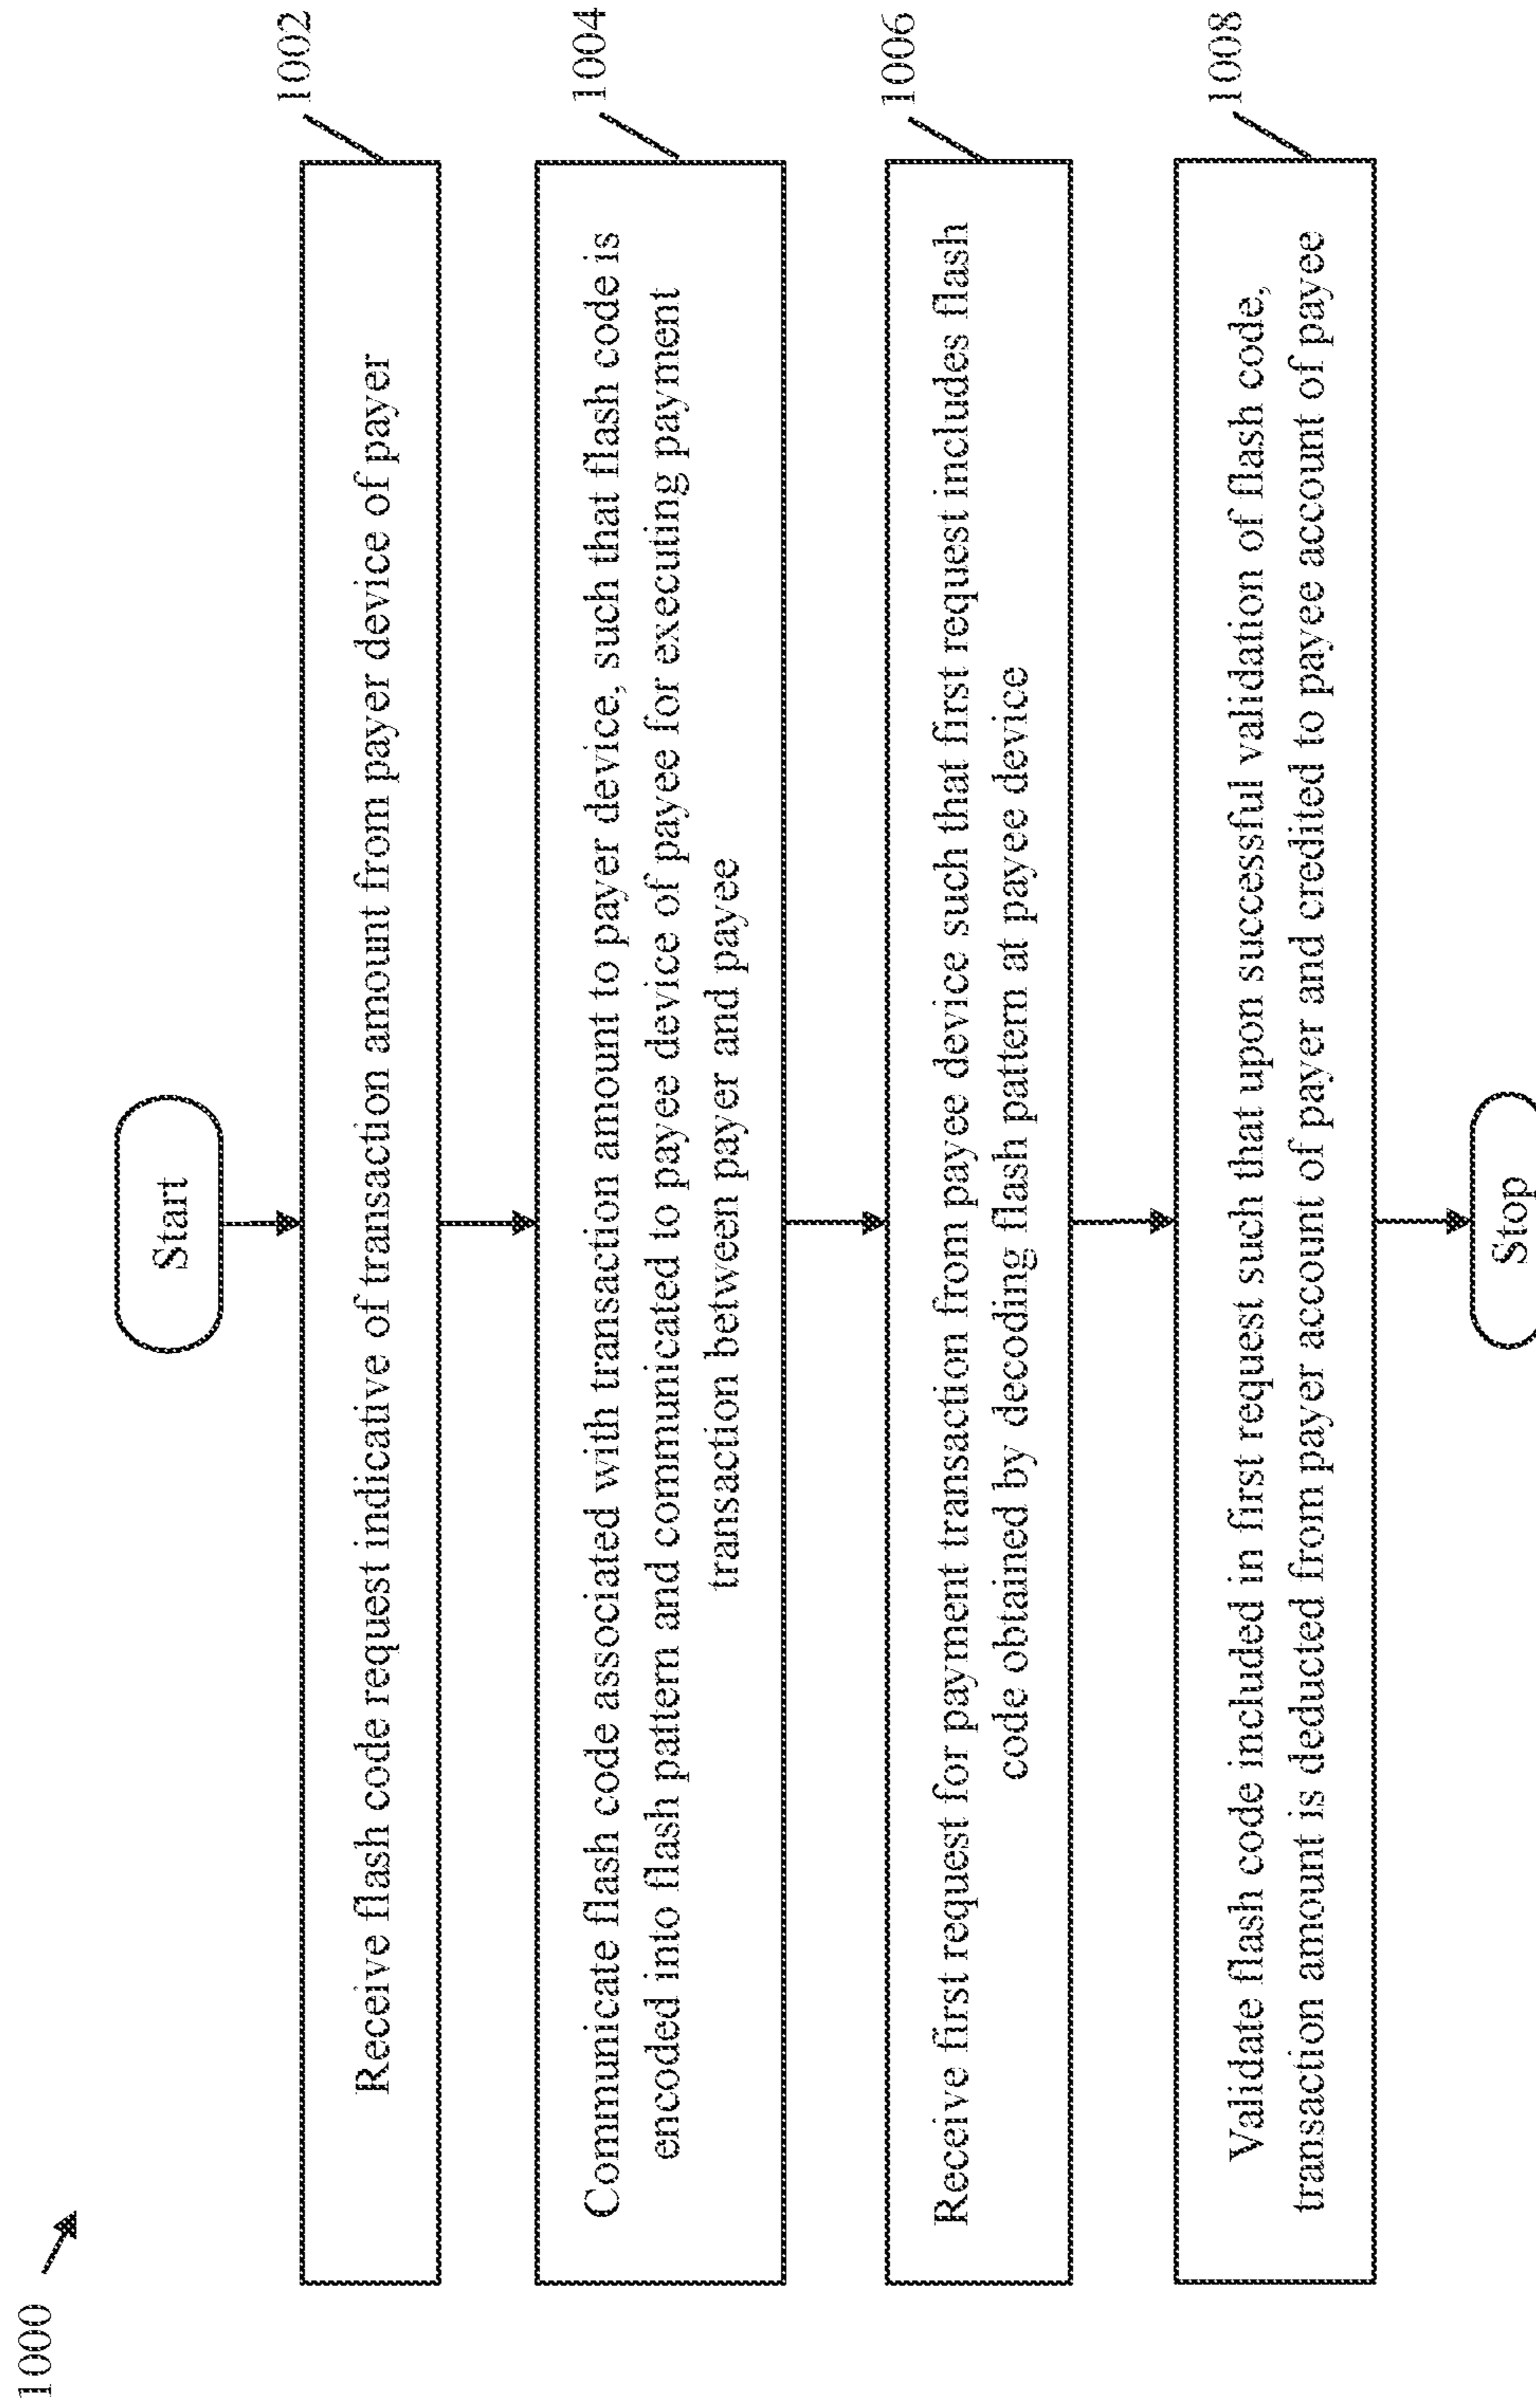 1000
Start
1002
Receive flash code request indicative of transaction amount from payer device of payer
1004
Communicate flash code associated with transaction amount to payer device, such that flash code is
encoded into flash pattern and communicated to payee device of payee for executing payment
transaction between payer and payee
1006
Receive first request for payment transaction from payee device such that first request includes flash
code obtained by decoding flash pattern at payee device
1008
Validate flash code included in first request such that upon successful validation of flash code,
transaction amount is deducted from payer account of payer and credited to payee account of payee
Stop